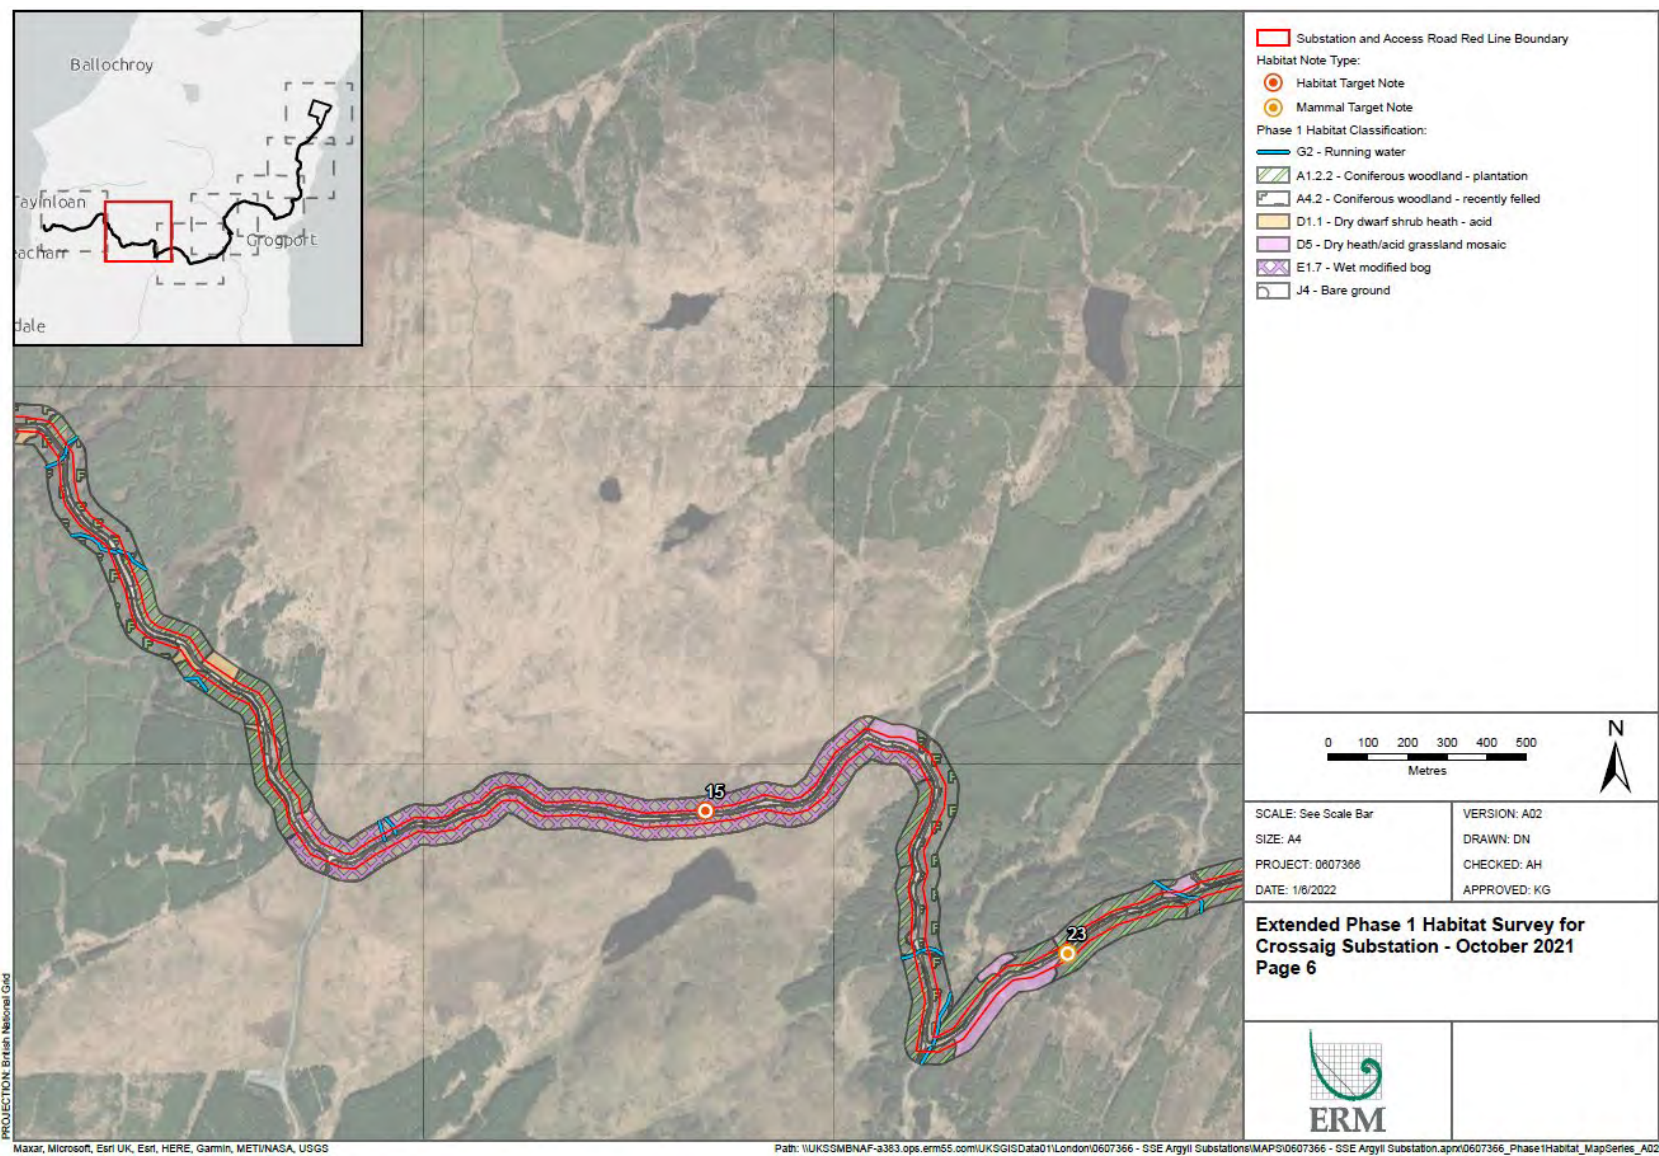 Ballochroy
ayinloan
eacharr
Grogport
dale
15
23
Substation and Access Road Red Line Boundary
Habitat Note Type:
Habitat Target Note
Mammal Target Note
Phase 1 Habitat Classification:
G2 - Running water
A1.2.2 - Coniferous woodland - plantation
A4.2 - Coniferous woodland - recently felled
D1.1 - Dry dwarf shrub heath - acid
D5 - Dry heath/acid grassland mosaic
E1.7 - Wet modified bog
J4 - Bare ground
0 100 200 300 400 500
Metres
N
SCALE: See Scale Bar
VERSION: A02
SIZE: A4
DRAWN: DN
PROJECT: 0607366
CHECKED: AH
DATE: 1/6/2022
APPROVED: KG
Extended Phase 1 Habitat Survey for
Crossaig Substation - October 2021
Page 6
ERM
PROJECTION: British National Grid
Maxar, Microsoft, Esri UK, Esri, HERE, Garmin, METI/NASA, USGS
Path: \\UKSSMBNAF-a383.ops.erm55.com\UKSGISData01\London\0607366 - SSE Argyll Substations\MAPS\0607366 - SSE Argyll Substation.aprx\0607366_Phase1Habitat_MapSeries_A02